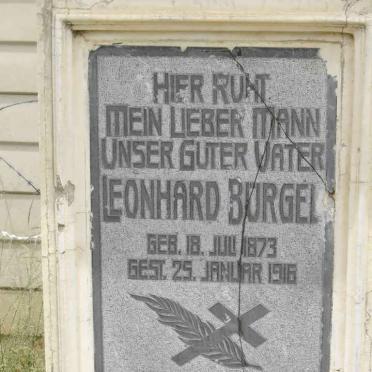 HIER RUHT
MEIN LIEBER MANN
UNSER GUTER VATER
LEONHARD BÜRGEL
GEB. 18. JULI 1873
GEST. 25. JANUAR 1916